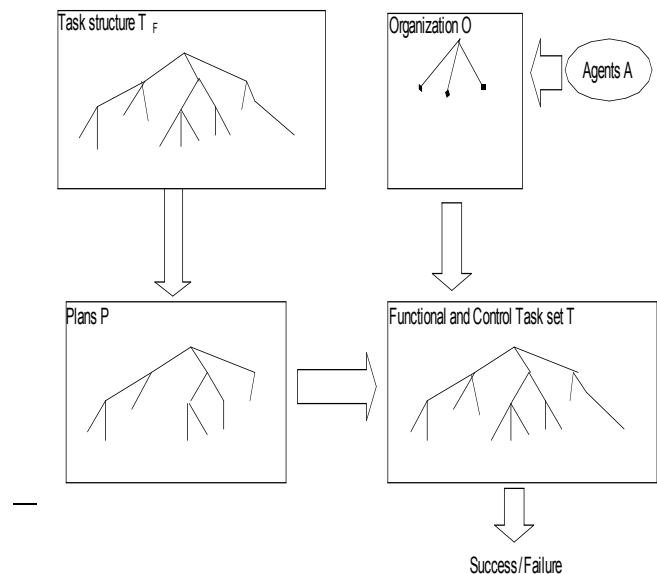 Task structure T F
Organization O
Agents A
Plans P
Functional and Control Task set T
Success/Failure